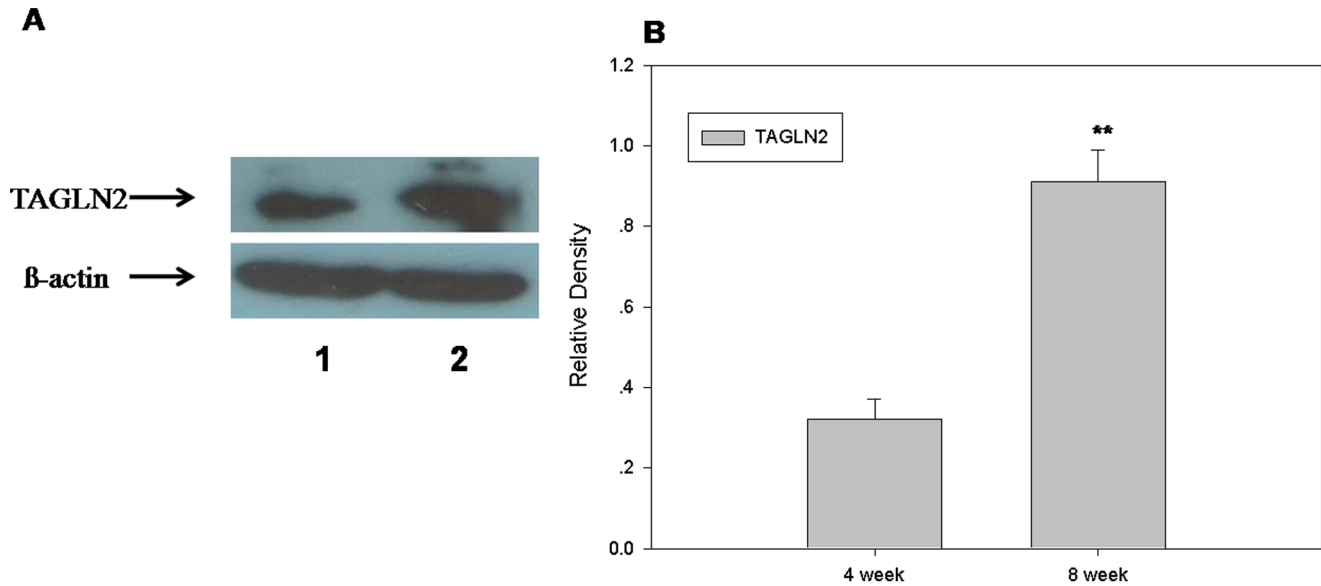 A
TAGLN2
ß-actin
1 2
B
1.2
1.0
.8
.6
.4
.2
0.0
Relative Density
TAGLN2
**
4 week 8 week